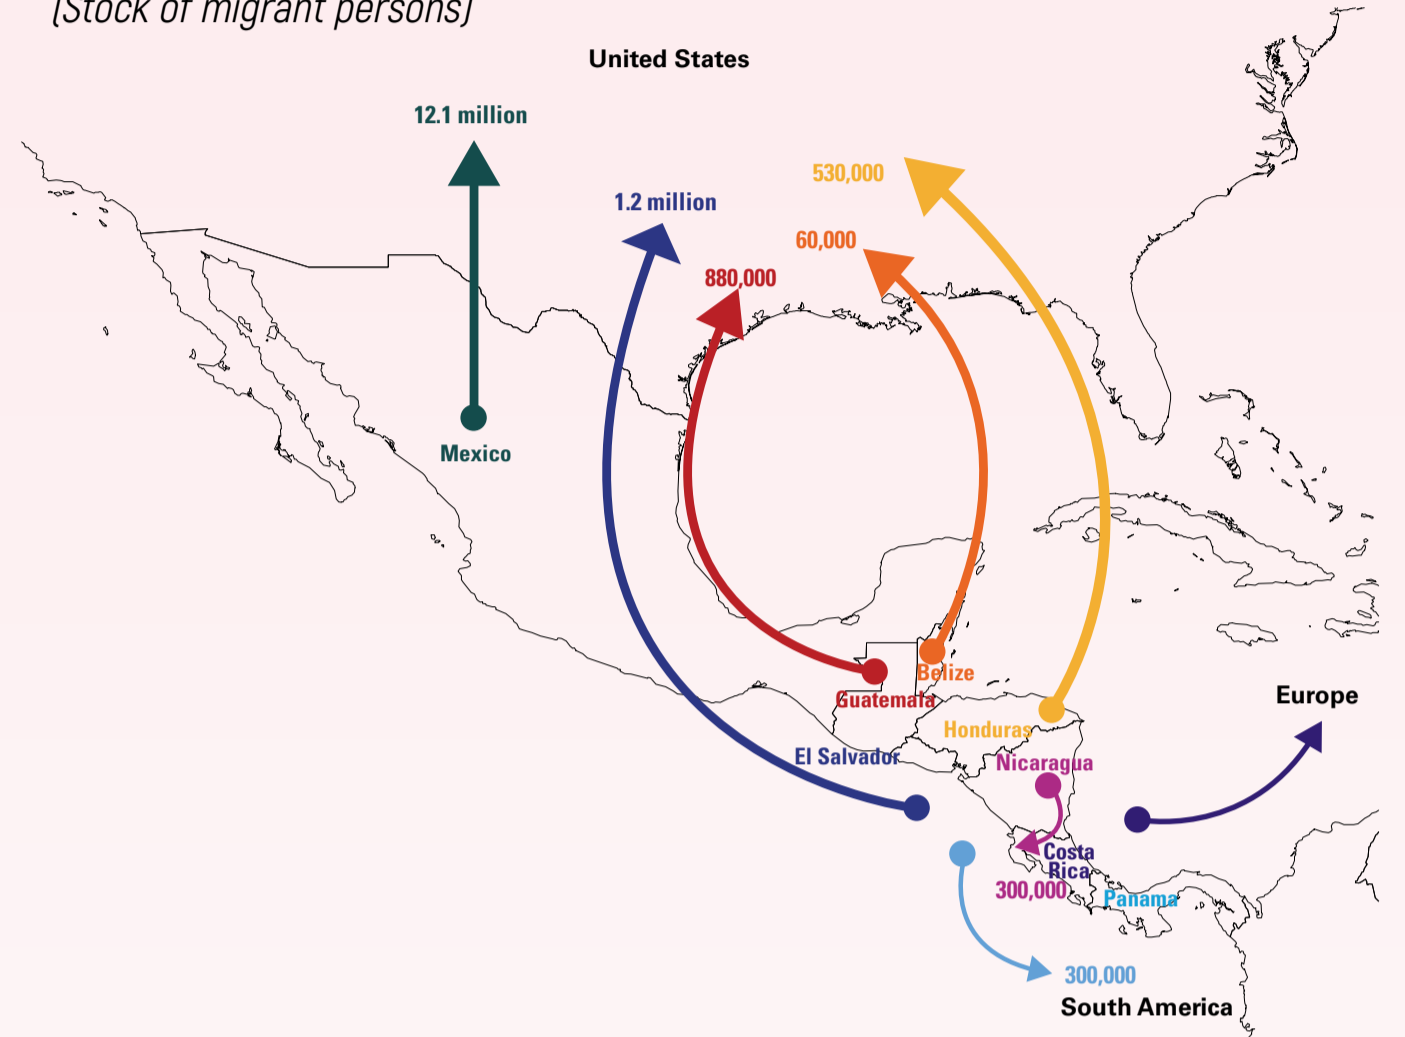 (Stock of migrant persons)
United States
12.1 million
530,000
1.2 million
60,000
880,000
Mexico
Belize
Guatemala
Europe
Honduras
El Salvador
Nicaragua
Costa
Rica
300,000
Panama
300,000
South America